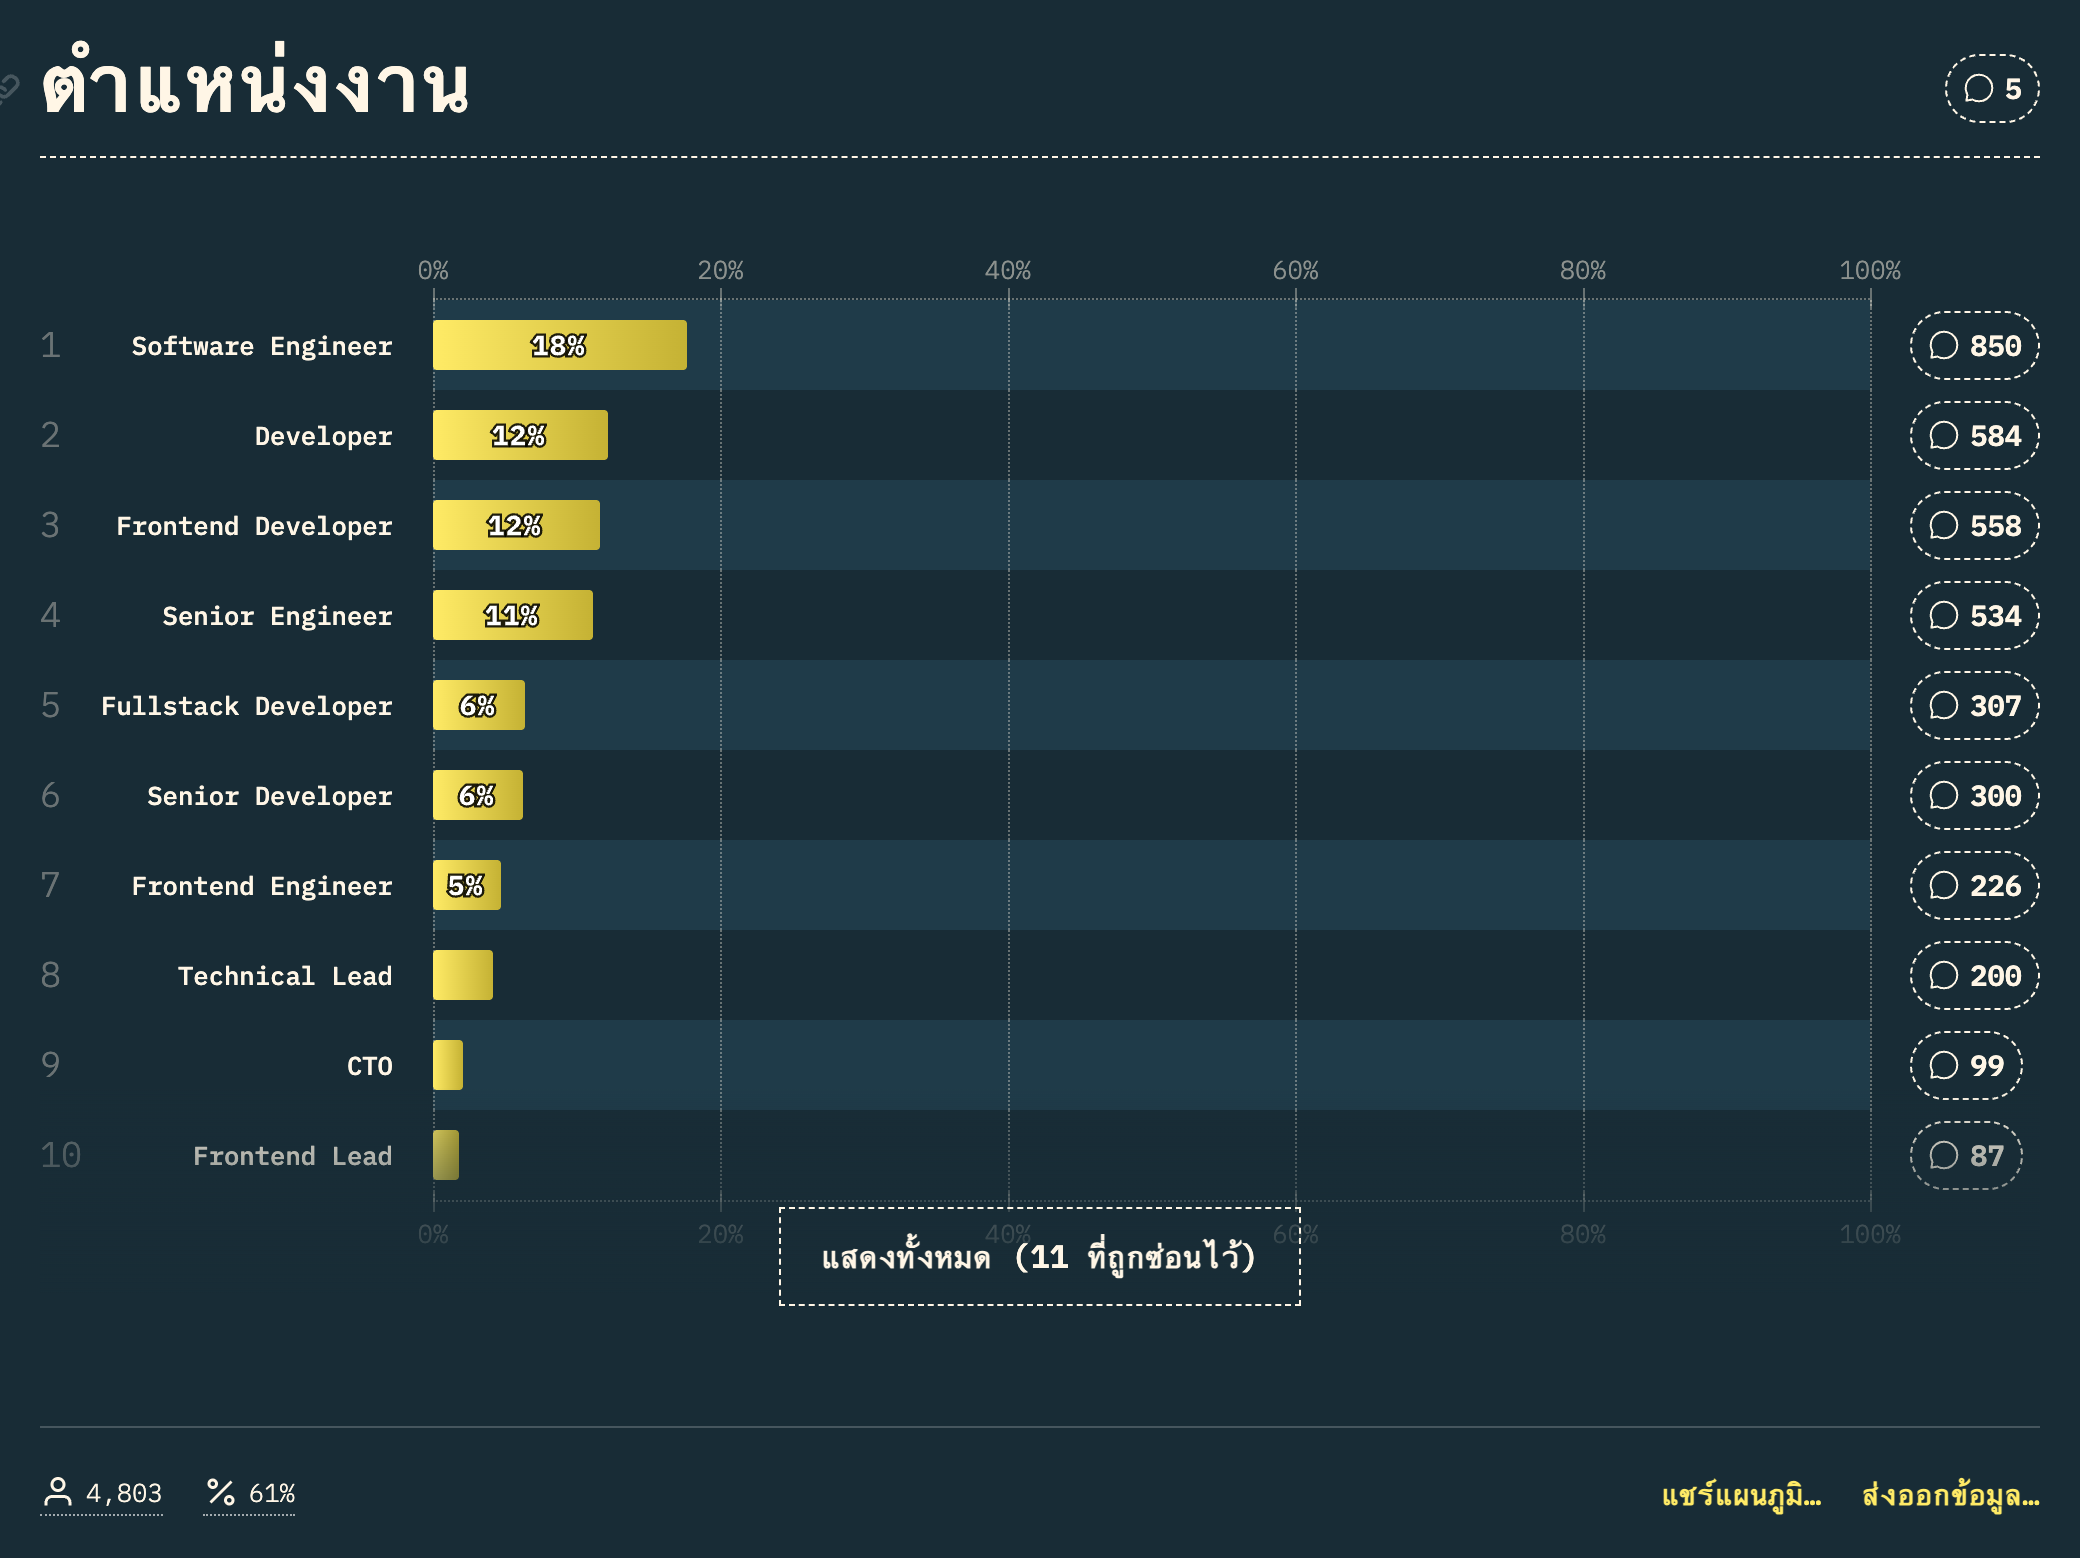 ตำแหน่งงาน
5
0% 20% 40% 60% 80% 100%
1 Software Engineer 18% 850
2 Developer 12% 584
3 Frontend Developer 12% 558
4 Senior Engineer 11% 534
5 Fullstack Developer 6% 307
6 Senior Developer 6% 300
7 Frontend Engineer 5% 226
8 Technical Lead 200
9 CTO 99
10 Frontend Lead 87
0% 20% 40% 60% 80% 100%
แสดงทั้งหมด (11 ที่ถูกซ่อนไว้)
4,803 % 61% แชร์แผนภูมิ… ส่งออกข้อมูล…